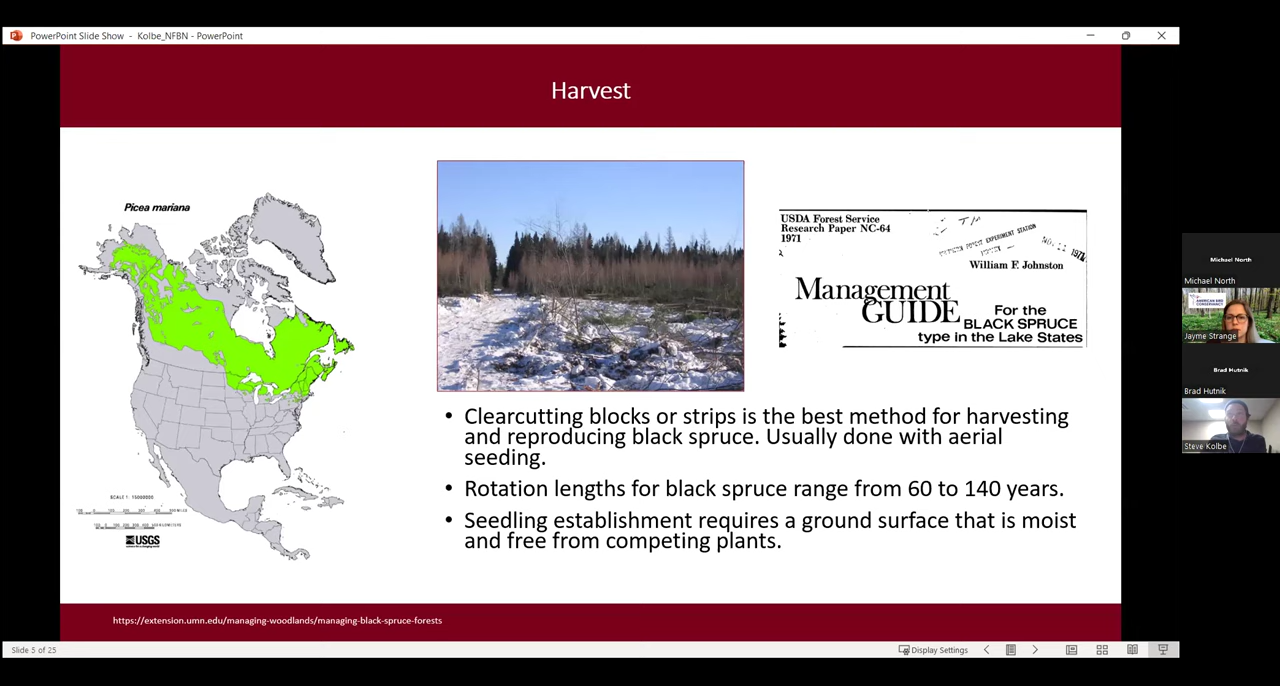 PowerPoint Slide Show - Kolbe_NFBN - PowerPoint
Harvest
Picea mariana
USGS
USDA Forest Service
Research Paper NC-64
1971
William F. Johnston
Management
GUIDE
For the
BLACK SPRUCE
type in the Lake States
• Clearcutting blocks or strips is the best method for harvesting
and reproducing black spruce. Usually done with aerial
seeding.
• Rotation lengths for black spruce range from 60 to 140 years.
• Seedling establishment requires a ground surface that is moist
and free from competing plants.
https://extension.umn.edu/managing-woodlands/managing-black-spruce-forests
Slide 5 of 25
Display Settings
Michael North
Michael North
Jayme Strange
Brad Hutnik
Brad Hutnik
Steve Kolbe